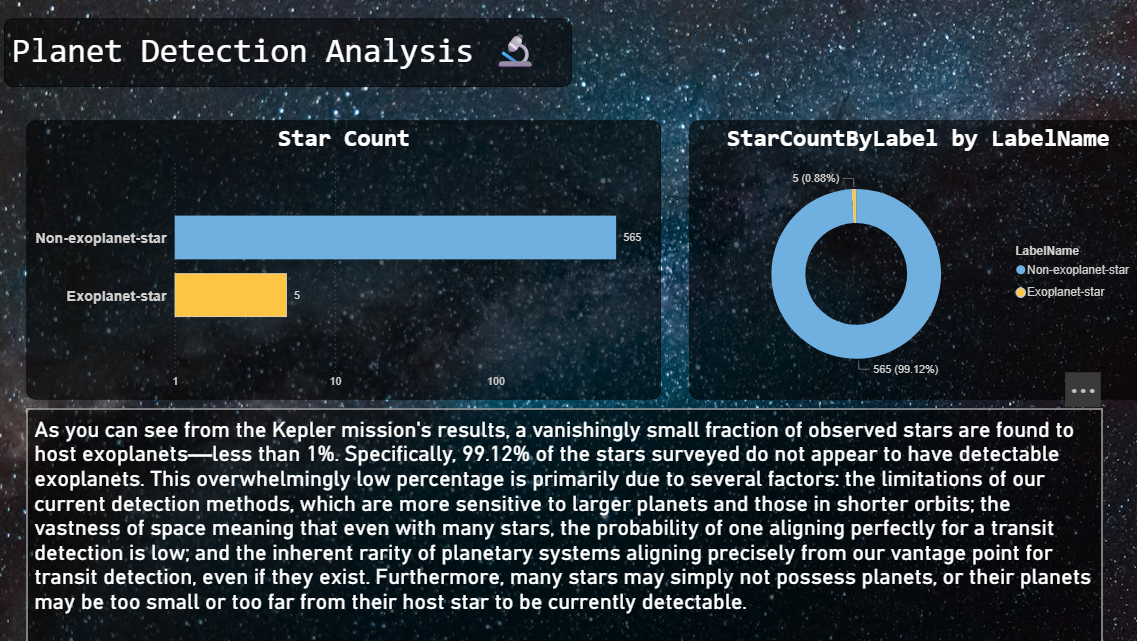 Planet Detection Analysis 🔬
Star Count
Non-exoplanet-star
565
Exoplanet-star
5
1
10
100
StarCountByLabel by LabelName
5 (0.88%)
565 (99.12%)
LabelName
Non-exoplanet-star
Exoplanet-star
As you can see from the Kepler mission's results, a vanishingly small fraction of observed stars are found to
host exoplanets—less than 1%. Specifically, 99.12% of the stars surveyed do not appear to have detectable
exoplanets. This overwhelmingly low percentage is primarily due to several factors: the limitations of our
current detection methods, which are more sensitive to larger planets and those in shorter orbits; the
vastness of space meaning that even with many stars, the probability of one aligning perfectly for a transit
detection is low; and the inherent rarity of planetary systems aligning precisely from our vantage point for
transit detection, even if they exist. Furthermore, many stars may simply not possess planets, or their planets
may be too small or too far from their host star to be currently detectable.